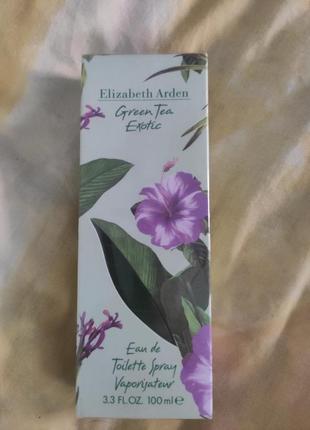 Elizabeth Arden
Green Tea
Exotic
Eau de
Toilette Spray
Vaporisateur
3.3 FL.OZ. 100 ml ℮